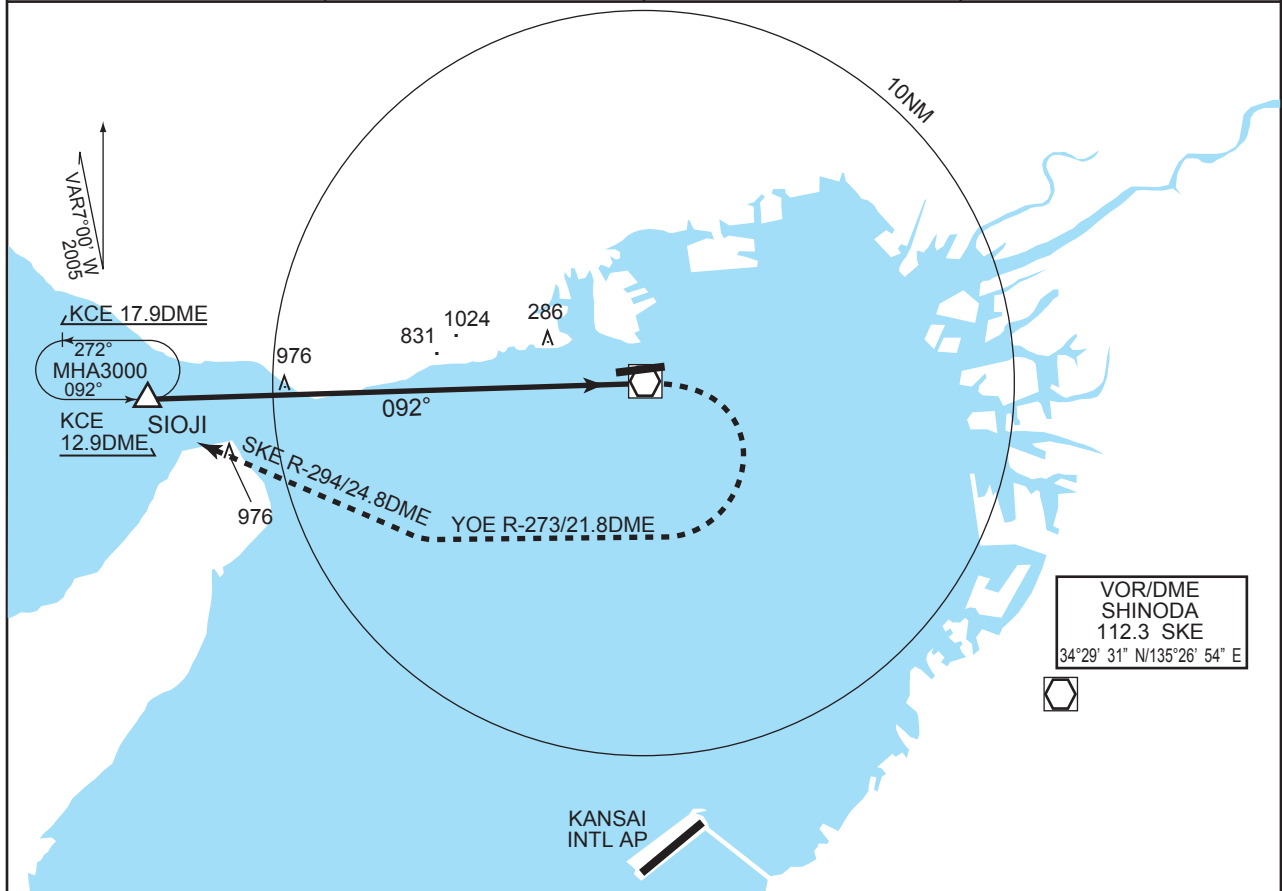 10NM
VAR7°00' W
2005
KCE 17.9DME
272°
MHA3000
092°
KCE
12.9DME
SIOJI
976
831
1024
286
092°
SKE R-294/24.8DME
976
YOE R-273/21.8DME
VOR/DME
SHINODA
112.3 SKE
34°29' 31" N/135°26' 54" E
KANSAI
INTL AP